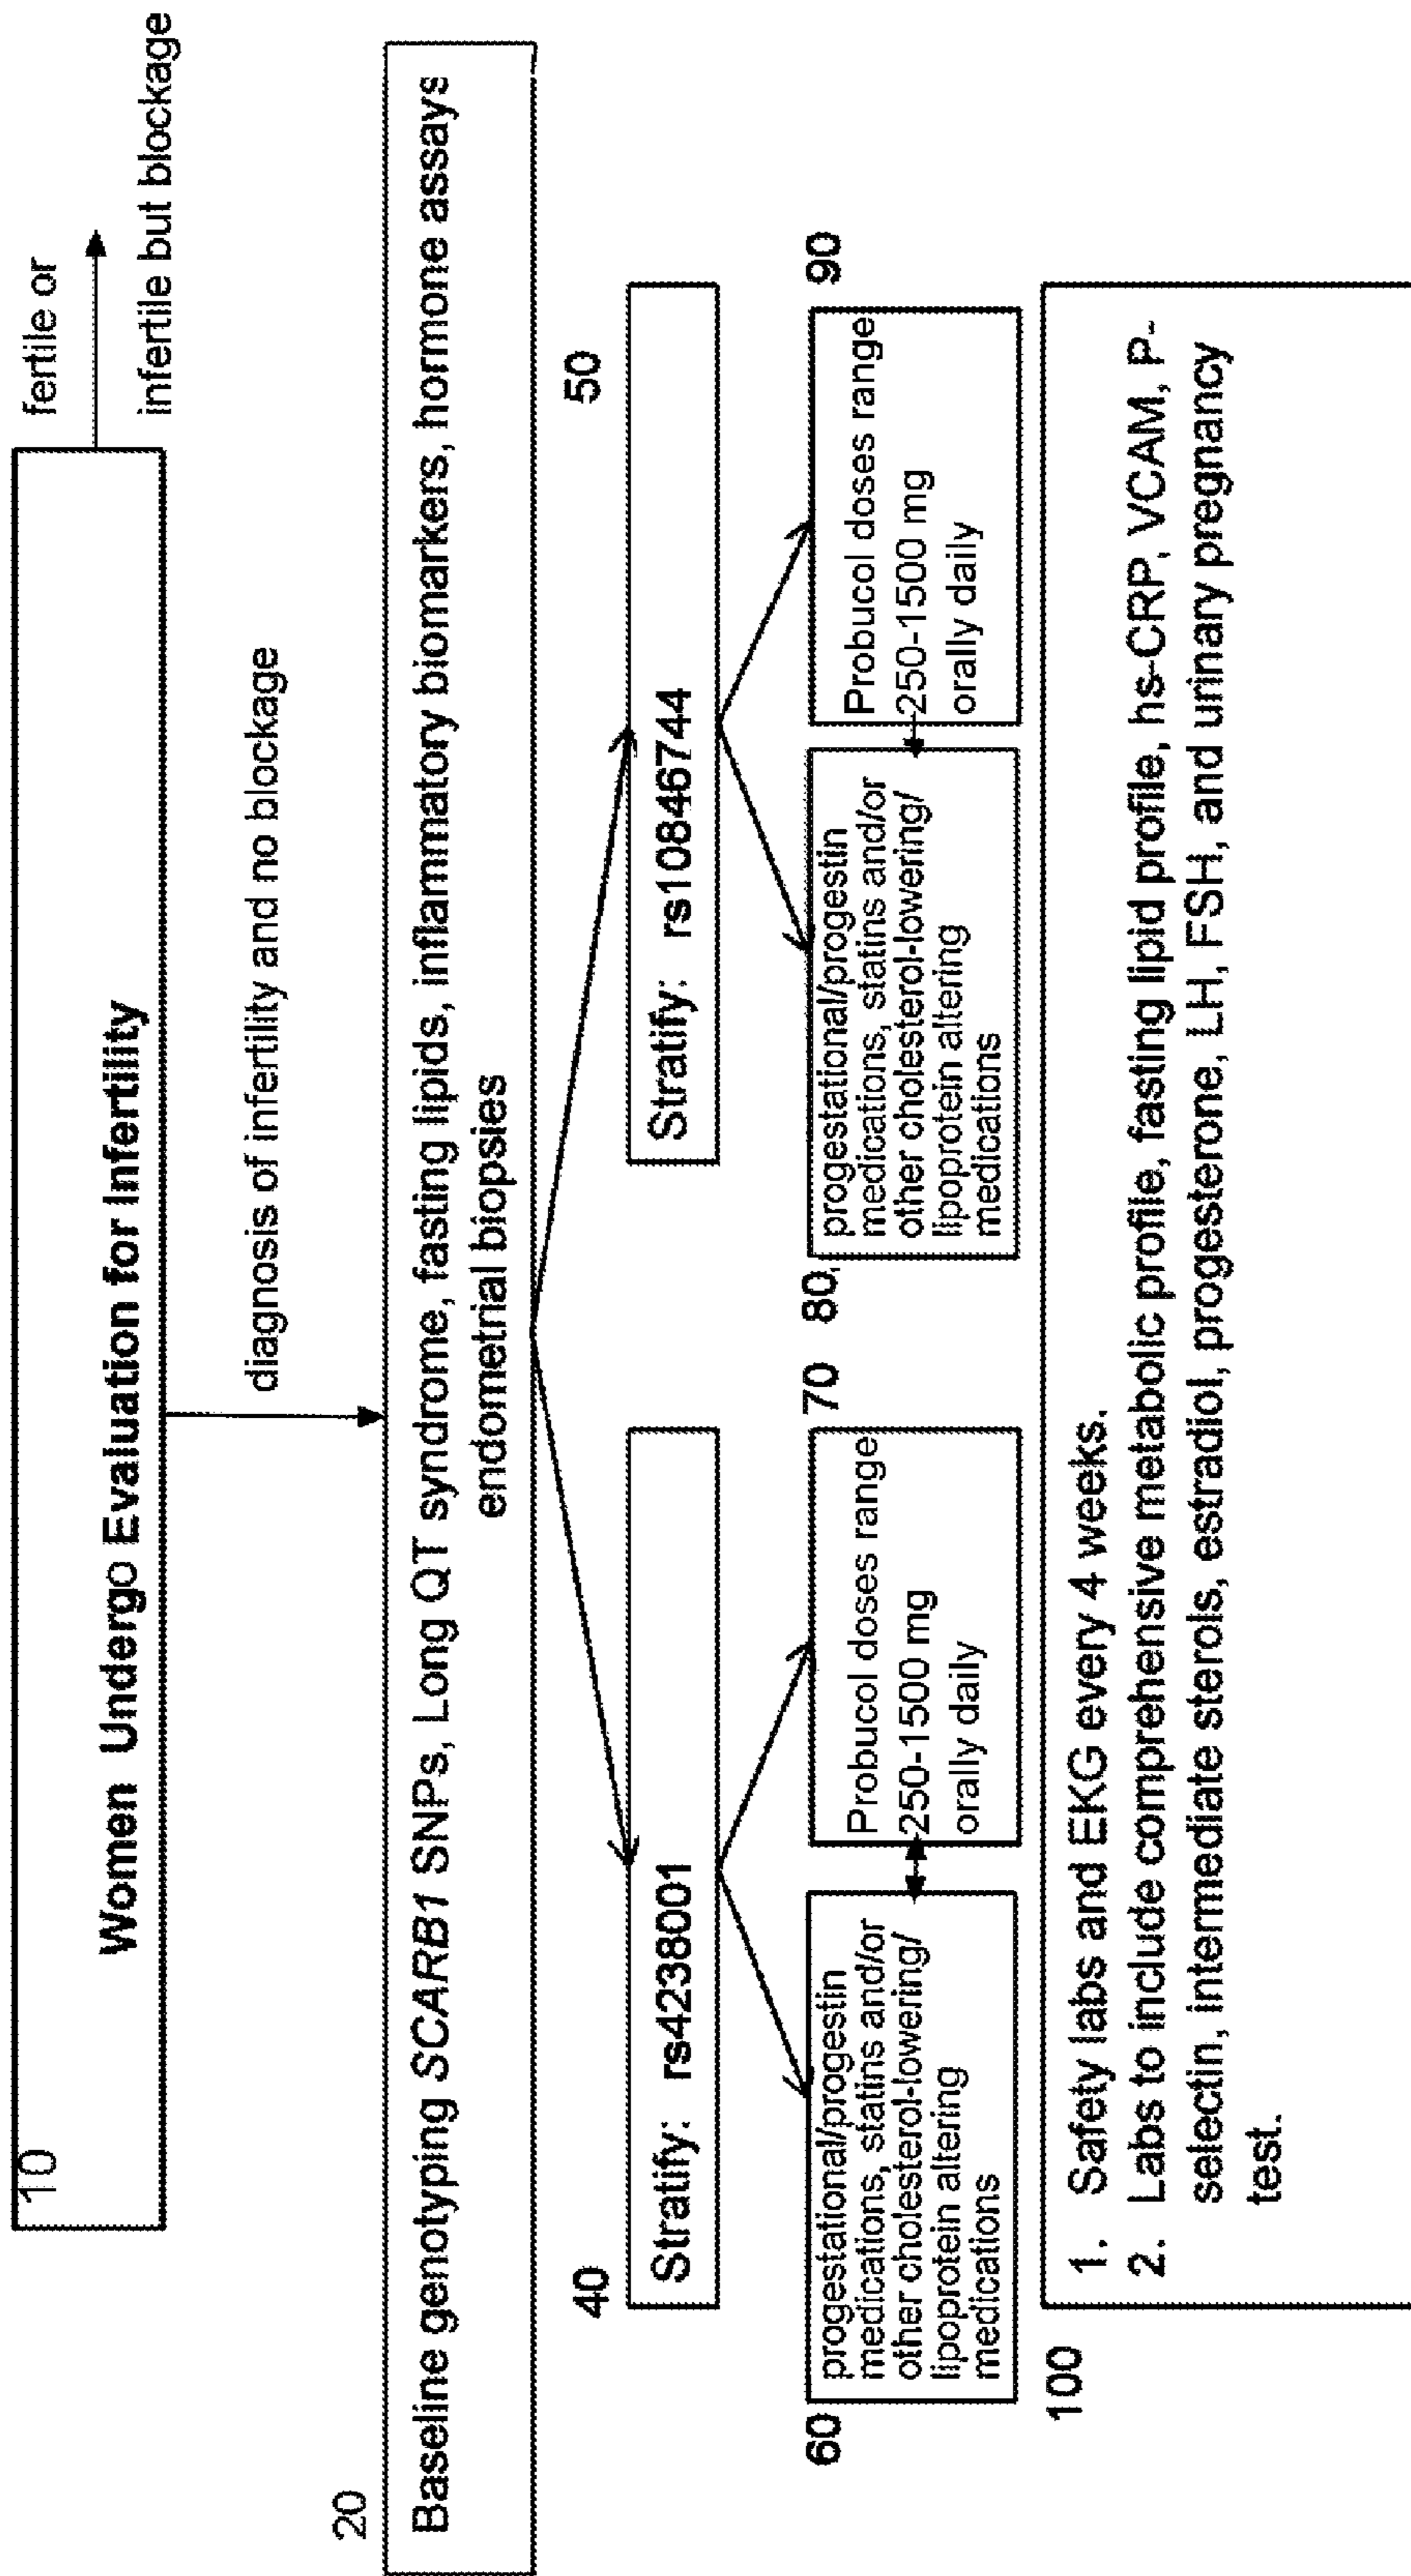 10
Women Undergo Evaluation for Infertility
fertile or
infertile but blockage
diagnosis of infertility and no blockage
20
Baseline genotyping SCARB1 SNPs, Long QT syndrome, fasting lipids, inflammatory biomarkers, hormone assays
endometrial biopsies
40
Stratify: rs4238001
50
Stratify: rs10846744
60
progestational/progestin
medications, statins and/or
other cholesterol-lowering/
lipoprotein altering
medications
70
Probucol doses range
250-1500 mg
orally daily
80
progestational/progestin
medications, statins and/or
other cholesterol-lowering/
lipoprotein altering
medications
90
Probucol doses range
250-1500 mg
orally daily
100
1. Safety labs and EKG every 4 weeks.
2. Labs to include comprehensive metabolic profile, fasting lipid profile, hs-CRP, VCAM, P-
selectin, intermediate sterols, estradiol, progesterone, LH, FSH, and urinary pregnancy
test.